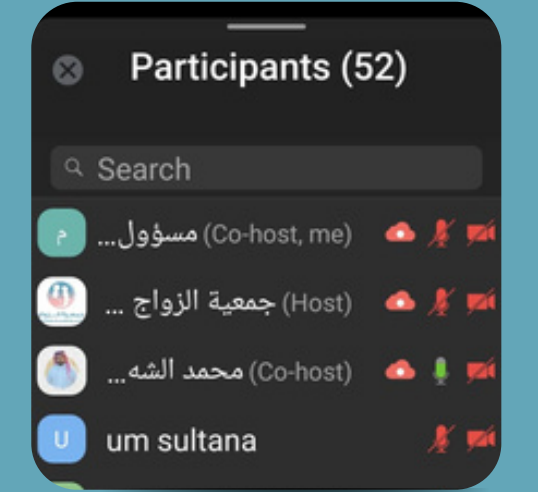 Participants (52)
Search
م مسؤول... (Co-host, me)
جمعية الزواج ... (Host)
محمد الشه... (Co-host)
U um sultana